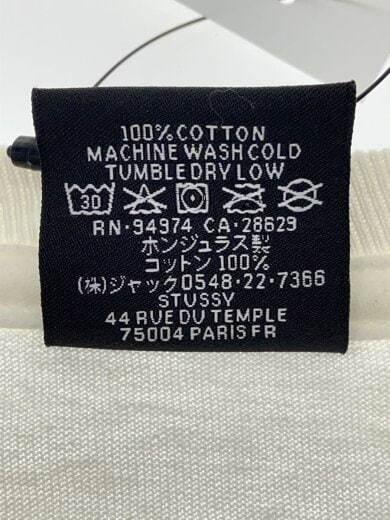 100% COTTON
MACHINE WASH COLD
TUMBLE DRY LOW
30
RN·94974 CA·28629
ホンジュラス製
コットン 100%
(株)ジャック0548·22·7366
STUSSY
44 RUE DU TEMPLE
75004 PARIS FR